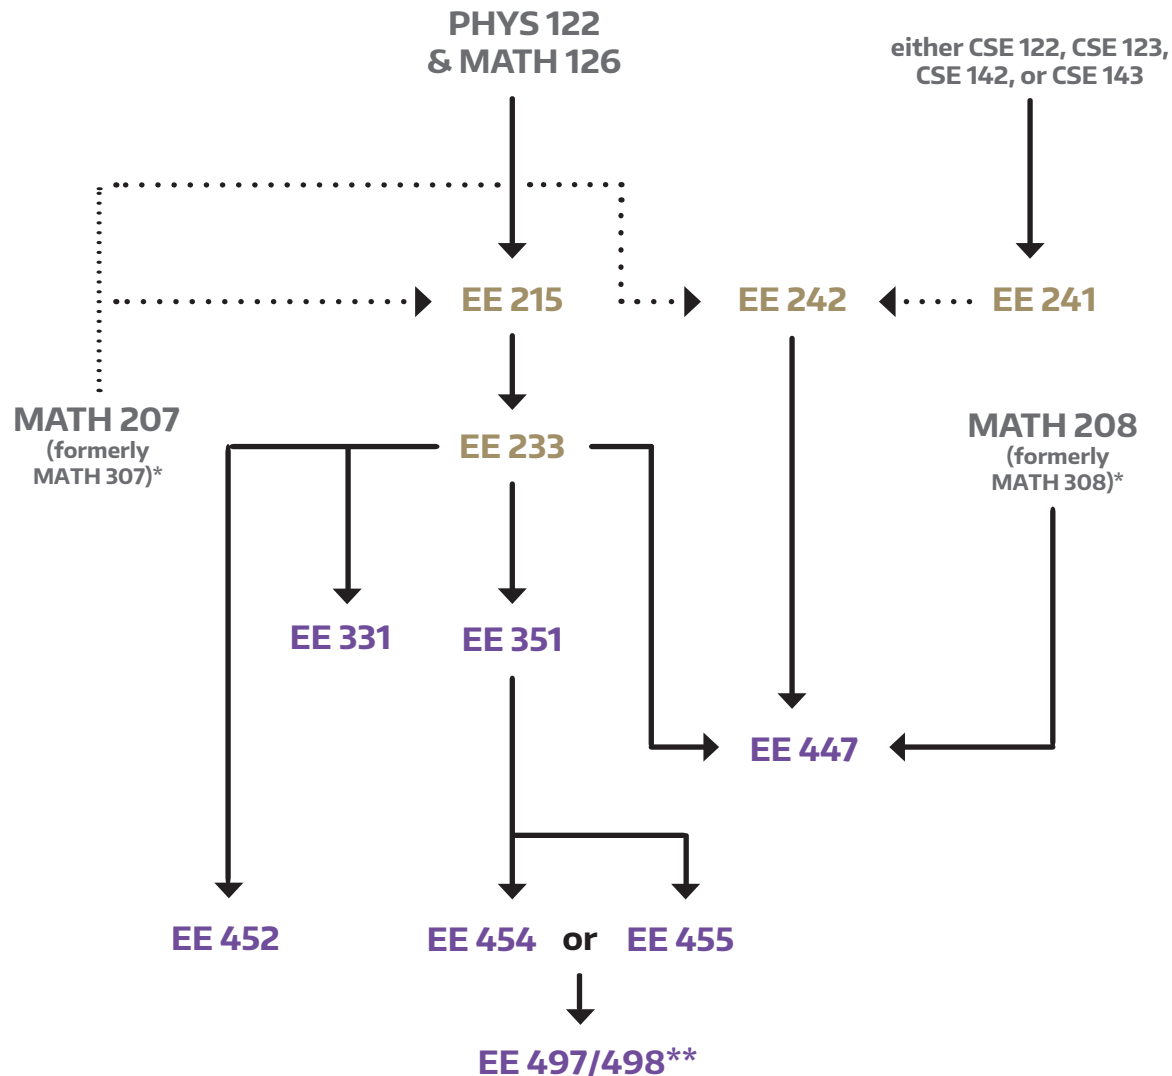 PHYS 122
& MATH 126
either CSE 122, CSE 123,
CSE 142, or CSE 143
EE 215
EE 242
EE 241
MATH 207
(formerly
MATH 307)*
EE 233
MATH 208
(formerly
MATH 308)*
EE 331
EE 351
EE 447
EE 452
EE 454 or EE 455
EE 497/498**